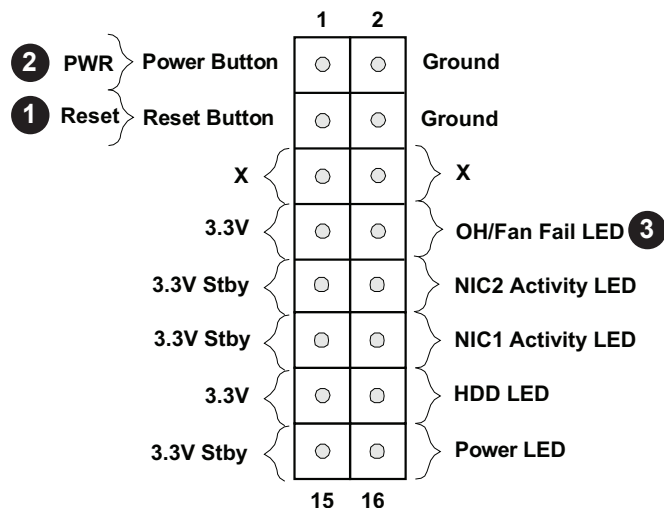 1 2
2 PWR Power Button Ground
1 Reset Reset Button Ground
X X
3.3V OH/Fan Fail LED 3
3.3V Stby NIC2 Activity LED
3.3V Stby NIC1 Activity LED
3.3V HDD LED
3.3V Stby Power LED
15 16